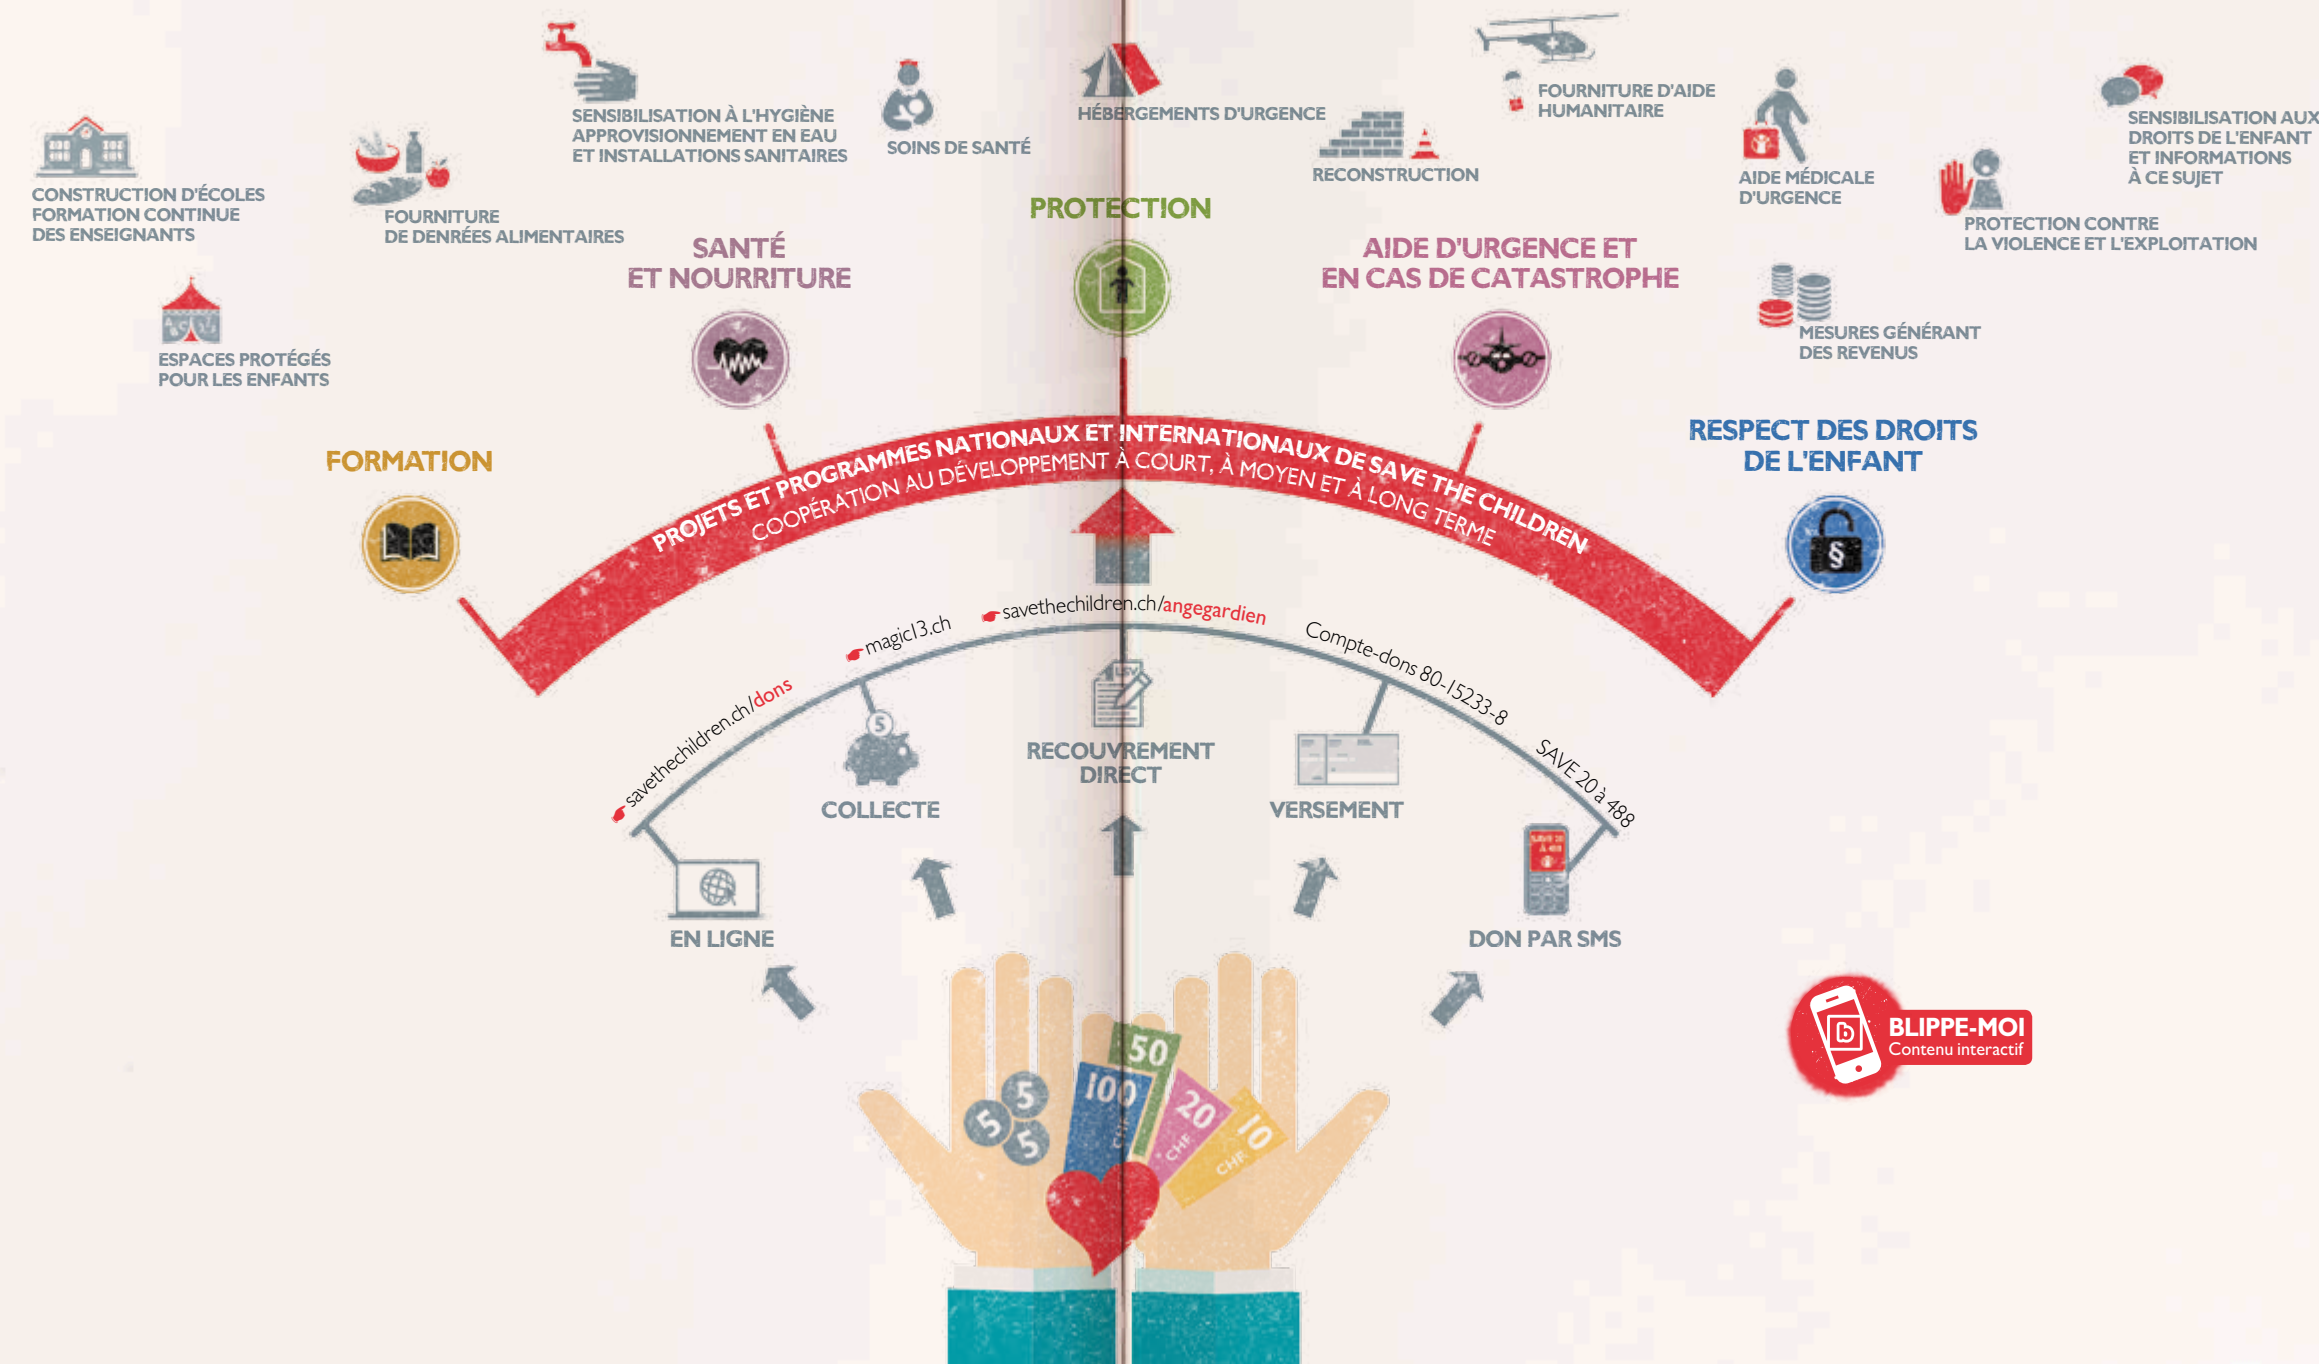 SENSIBILISATION À L'HYGIÈNE
APPROVISIONNEMENT EN EAU
ET INSTALLATIONS SANITAIRES
SOINS DE SANTÉ
HÉBERGEMENTS D'URGENCE
FOURNITURE D'AIDE
HUMANITAIRE
RECONSTRUCTION
AIDE MÉDICALE
D'URGENCE
SENSIBILISATION AUX
DROITS DE L'ENFANT
ET INFORMATIONS
À CE SUJET
PROTECTION CONTRE
LA VIOLENCE ET L'EXPLOITATION
CONSTRUCTION D'ÉCOLES
FORMATION CONTINUE
DES ENSEIGNANTS
FOURNITURE
DE DENRÉES ALIMENTAIRES
ESPACES PROTÉGÉS
POUR LES ENFANTS
MESURES GÉNÉRANT
DES REVENUS
FORMATION
SANTÉ
ET NOURRITURE
PROTECTION
AIDE D'URGENCE ET
EN CAS DE CATASTROPHE
RESPECT DES DROITS
DE L'ENFANT
§
PROJETS ET PROGRAMMES NATIONAUX ET INTERNATIONAUX DE SAVE THE CHILDREN
COOPÉRATION AU DÉVELOPPEMENT À COURT, À MOYEN ET À LONG TERME
savethechildren.ch/dons
magic13.ch
savethechildren.ch/angegardien
Compte-dons 80-15233-8
SAVE 20 à 488
5
LSV
SAVE 20
À 488
EN LIGNE
COLLECTE
RECOUVREMENT
DIRECT
VERSEMENT
DON PAR SMS
5
5
5
100
CHF
50
20
CHF
10
CHF
b
BLIPPE-MOI
Contenu interactif